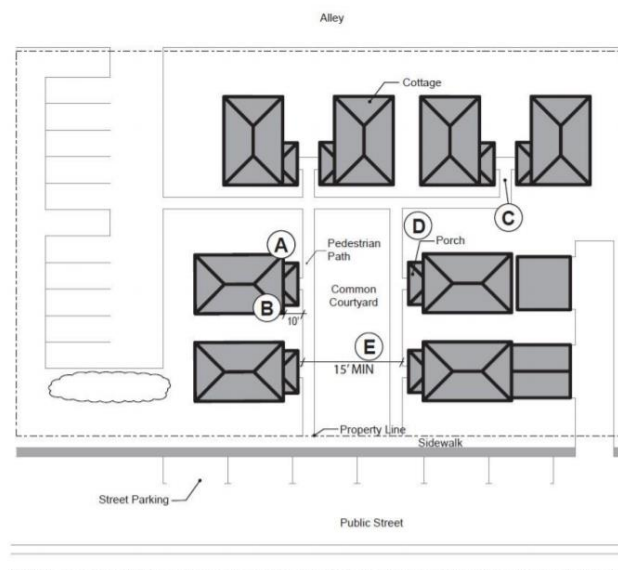 Alley
Cottage
C
D
A
Pedestrian
Path
Porch
Common
Courtyard
B
10'
E
15' MIN
Property Line
Sidewalk
Street Parking
Public Street